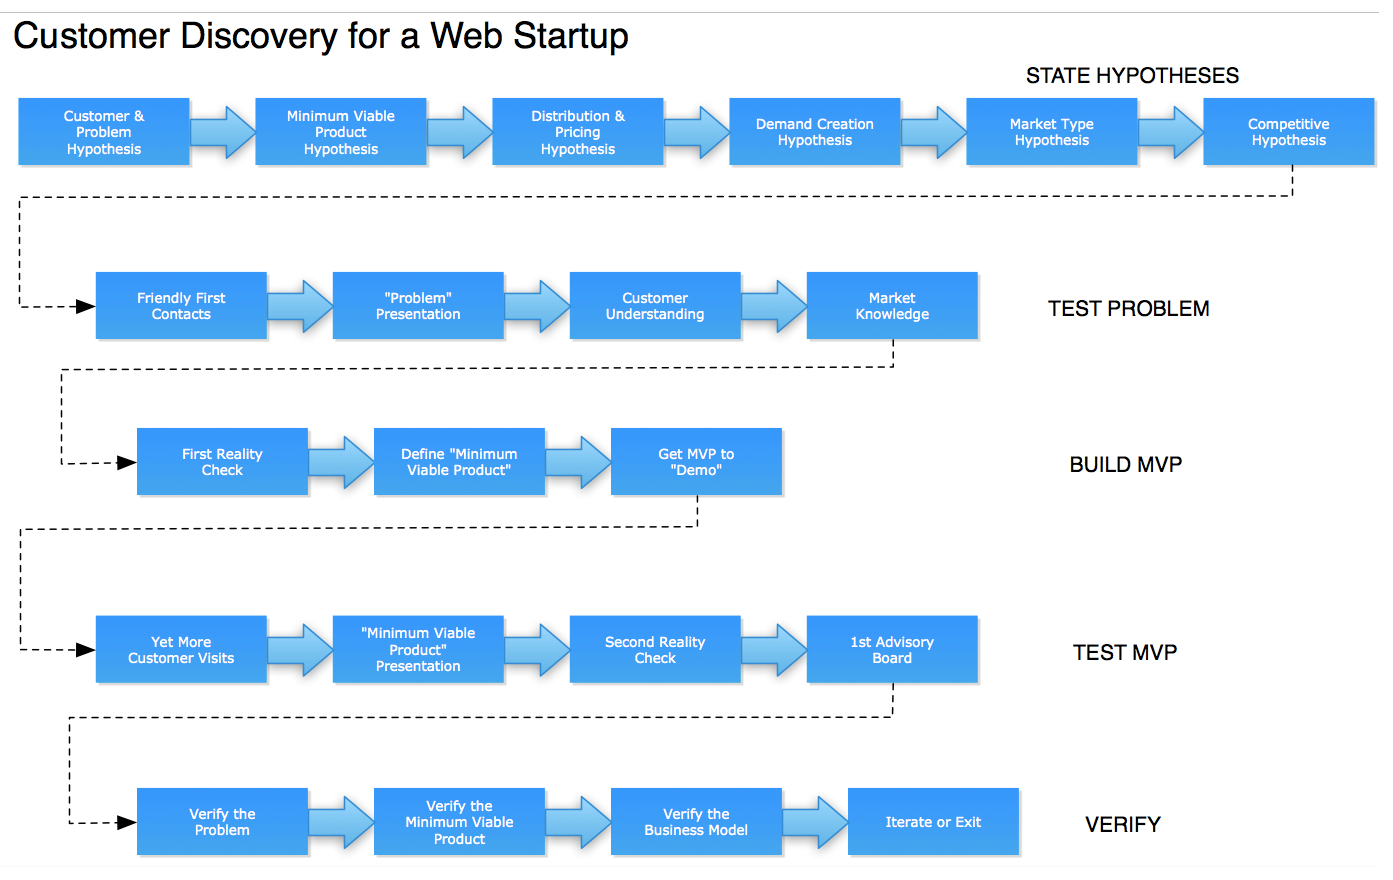 Customer Discovery for a Web Startup
STATE HYPOTHESES
Customer &
Problem
Hypothesis
Minimum Viable
Product
Hypothesis
Distribution &
Pricing
Hypothesis
Demand Creation
Hypothesis
Market Type
Hypothesis
Competitive
Hypothesis
Friendly First
Contacts
"Problem"
Presentation
Customer
Understanding
Market
Knowledge
TEST PROBLEM
First Reality
Check
Define "Minimum
Viable Product"
Get MVP to
"Demo"
BUILD MVP
Yet More
Customer Visits
"Minimum Viable
Product"
Presentation
Second Reality
Check
1st Advisory
Board
TEST MVP
Verify the
Problem
Verify the
Minimum Viable
Product
Verify the
Business Model
Iterate or Exit
VERIFY